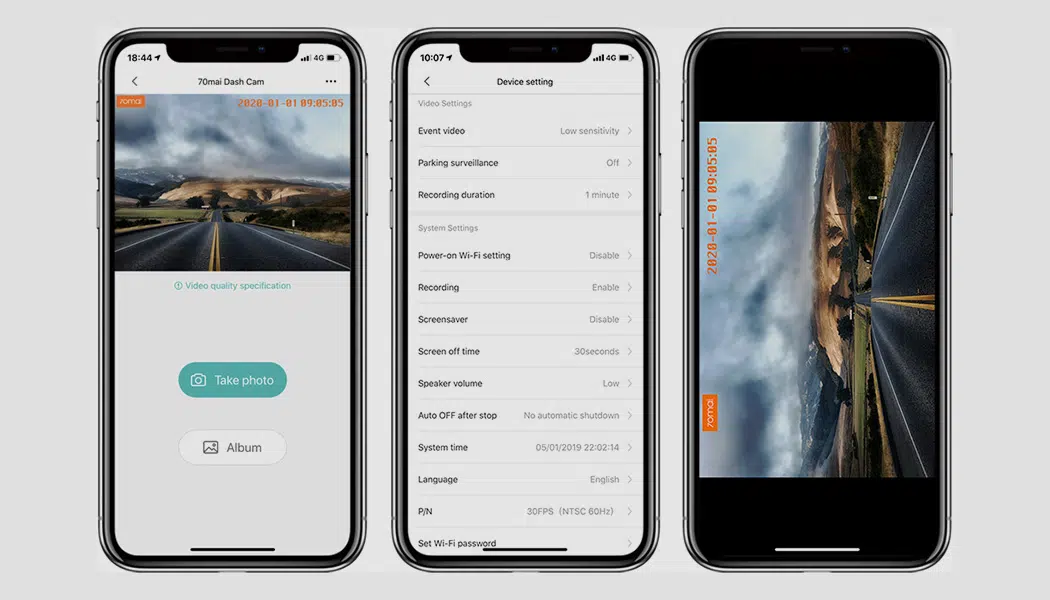 18:44
4G
70mai Dash Cam
70mai
2020-01-01 09:05:05
Video quality specification
Take photo
Album
10:07
4G
Device setting
Video Settings
Event video Low sensitivity
Parking surveillance Off
Recording duration 1 minute
System Settings
Power-on Wi-Fi setting Disable
Recording Enable
Screensaver Disable
Screen off time 30seconds
Speaker volume Low
Auto OFF after stop No automatic shutdown
System time 05/01/2019 22:02:14
Language English
P/N 30FPS (NTSC 60Hz)
Set Wi-Fi password
2020-01-01 09:05:05
70mai